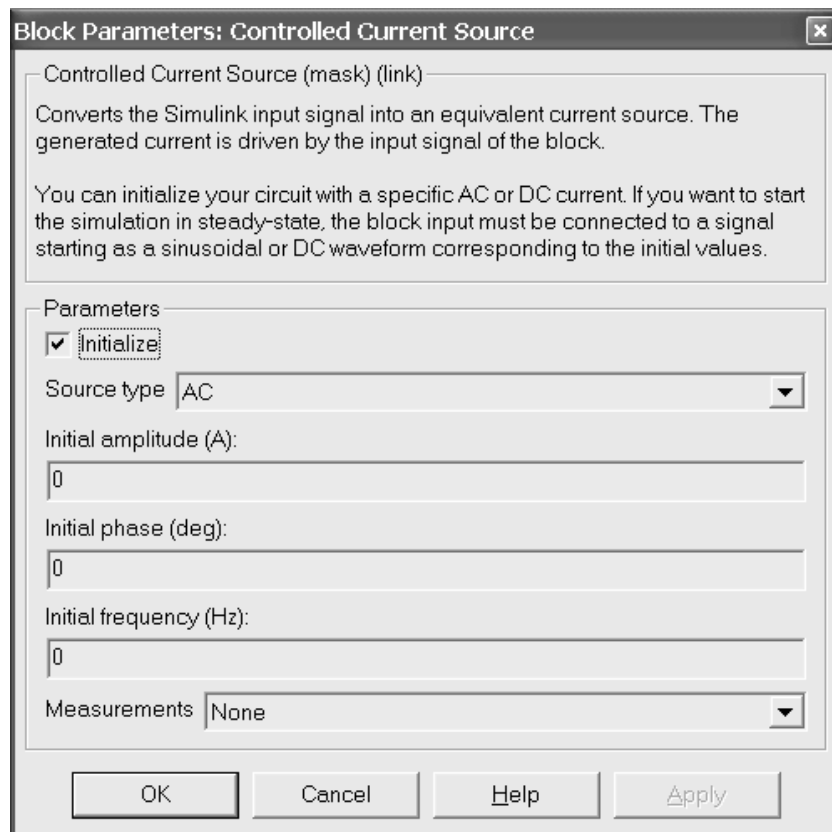 Block Parameters: Controlled Current Source
Controlled Current Source (mask) (link)
Converts the Simulink input signal into an equivalent current source. The
generated current is driven by the input signal of the block.
You can initialize your circuit with a specific AC or DC current. If you want to start
the simulation in steady-state, the block input must be connected to a signal
starting as a sinusoidal or DC waveform corresponding to the initial values.
Parameters
Initialize
Source type AC
Initial amplitude (A):
0
Initial phase (deg):
0
Initial frequency (Hz):
0
Measurements None
OK Cancel Help Apply